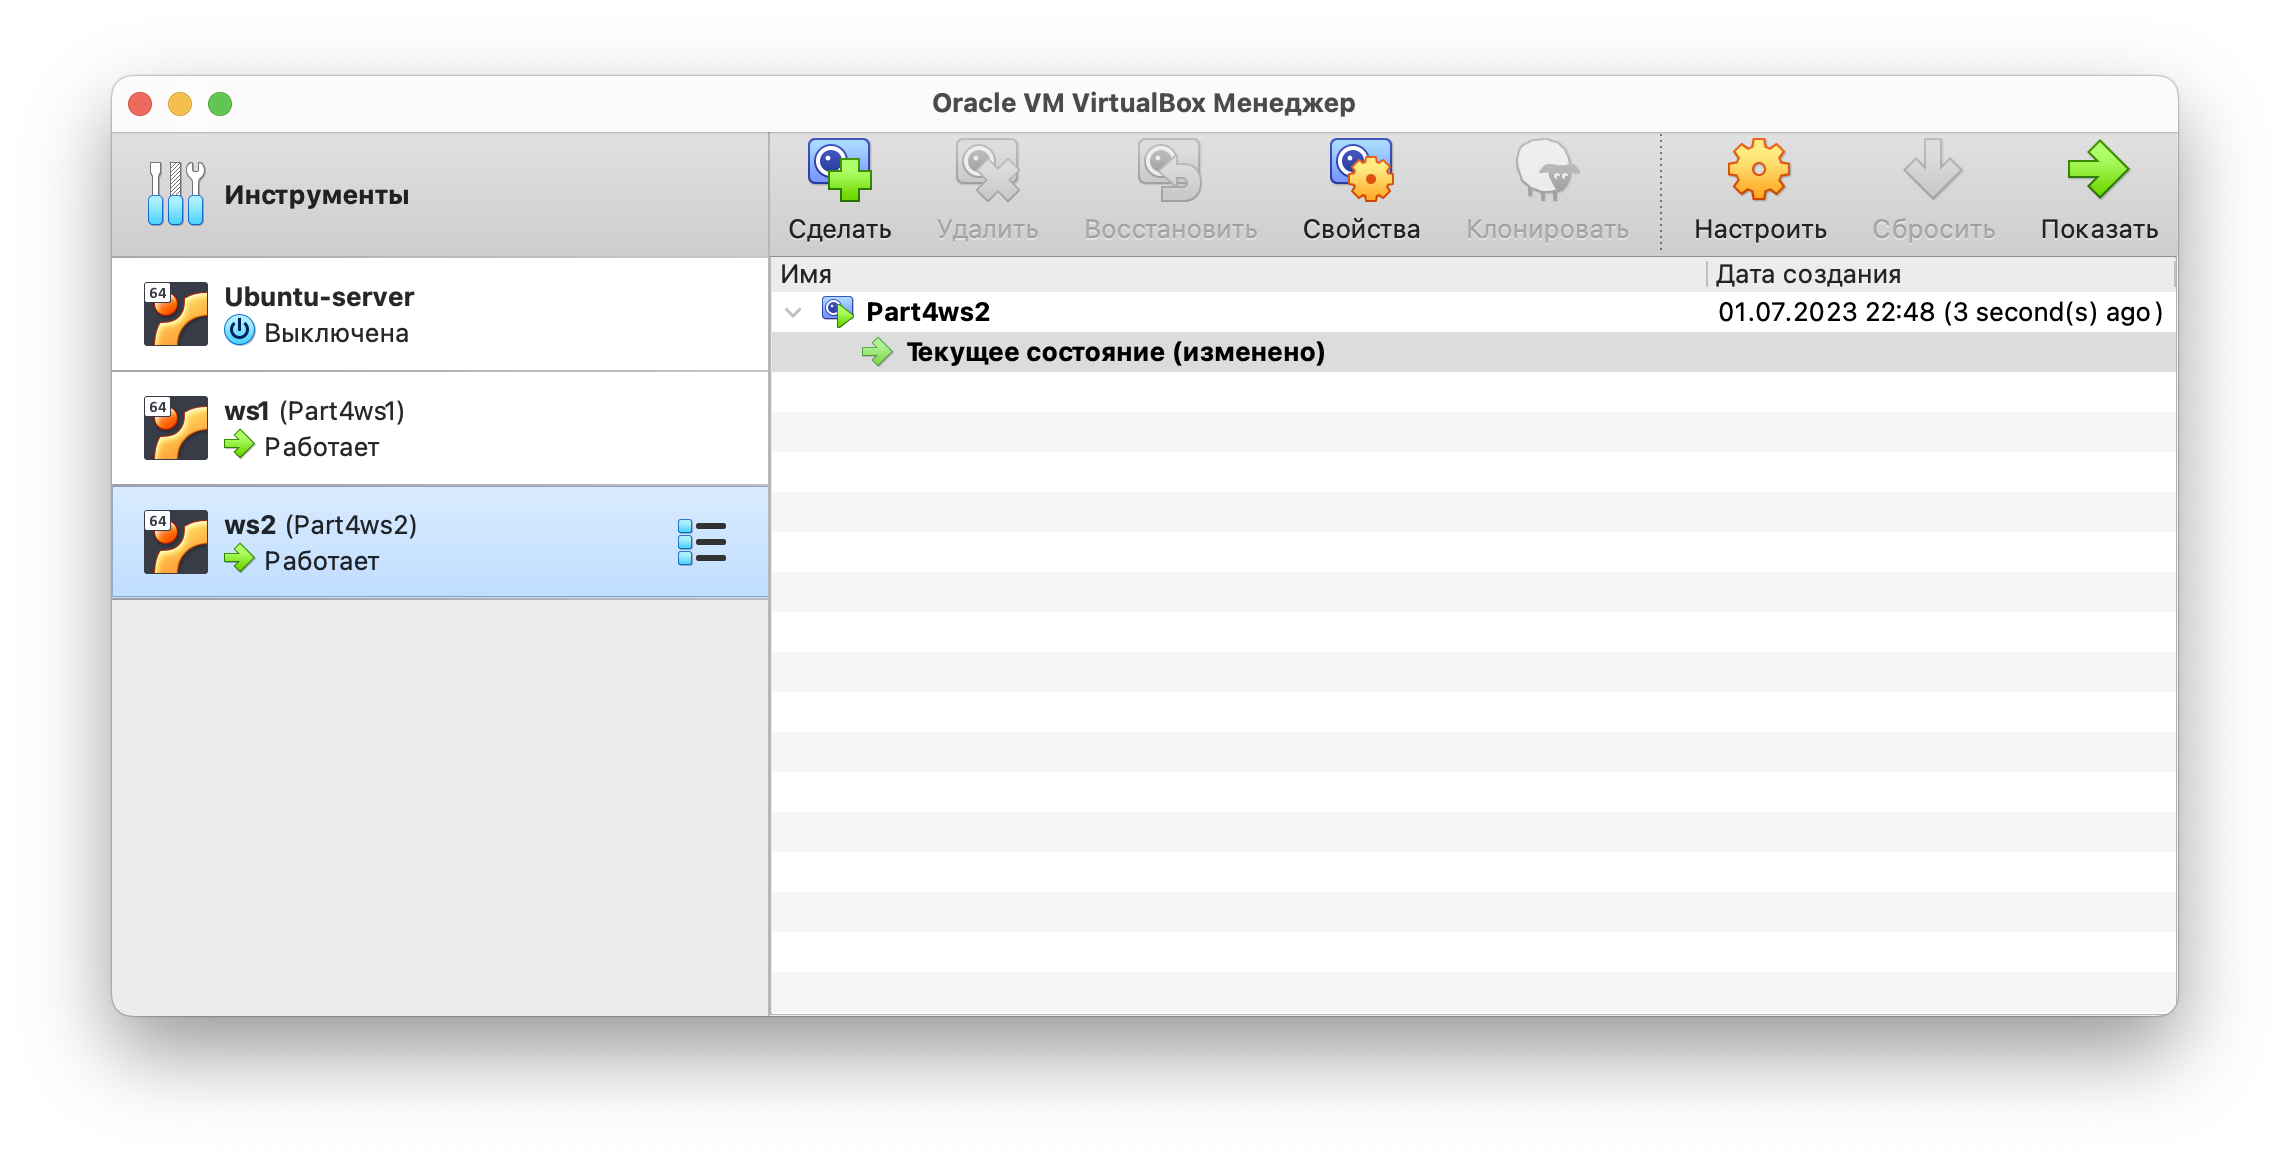 Oracle VM VirtualBox Менеджер
Инструменты
Сделать
Удалить
Восстановить
Свойства
Клонировать
Настроить
Сбросить
Показать
64
Ubuntu-server
Выключена
64
ws1 (Part4ws1)
Работает
64
ws2 (Part4ws2)
Работает
Имя
Дата создания
Part4ws2
01.07.2023 22:48 (3 second(s) ago)
Текущее состояние (изменено)